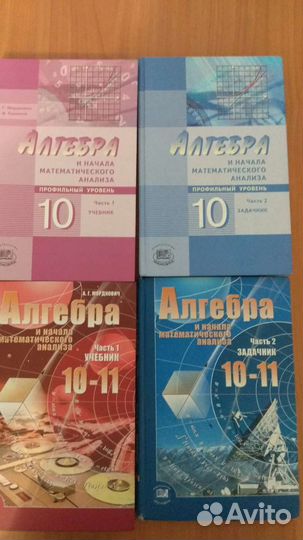 А.Г. Мордкович
АЛГЕБРА
И НАЧАЛА
МАТЕМАТИЧЕСКОГО
АНАЛИЗА
ПРОФИЛЬНЫЙ УРОВЕНЬ
10
Часть 1
УЧЕБНИК
АЛГЕБРА
И НАЧАЛА
МАТЕМАТИЧЕСКОГО
АНАЛИЗА
ПРОФИЛЬНЫЙ УРОВЕНЬ
10
Часть 2
ЗАДАЧНИК
А.Г. МОРДКОВИЧ
Алгебра
и начала
математического
анализа
Часть 1
УЧЕБНИК
10-11
Алгебра
и начала
математического
анализа
Часть 2
ЗАДАЧНИК
10-11
Avito